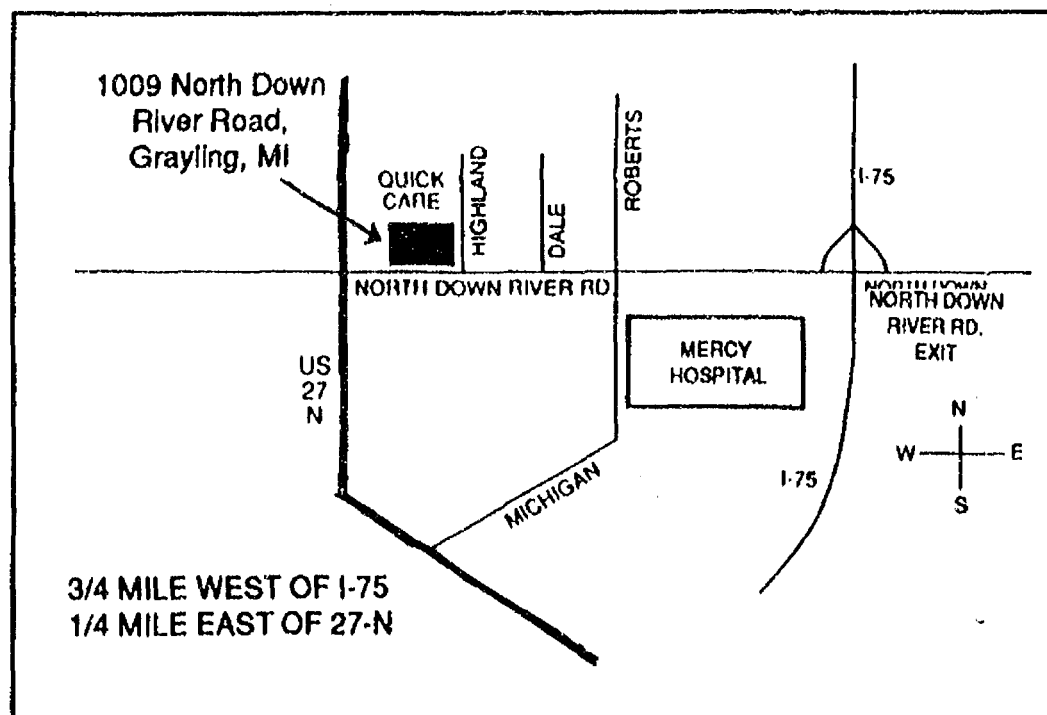 1009 North Down
River Road,
Grayling, MI
QUICK
CARE
HIGHLAND
DALE
ROBERTS
I-75
NORTH DOWN RIVER RD.
NORTH DOWN
NORTH DOWN
RIVER RD.
EXIT
US
27
N
MERCY
HOSPITAL
N
W
E
S
I-75
MICHIGAN
3/4 MILE WEST OF I-75
1/4 MILE EAST OF 27-N